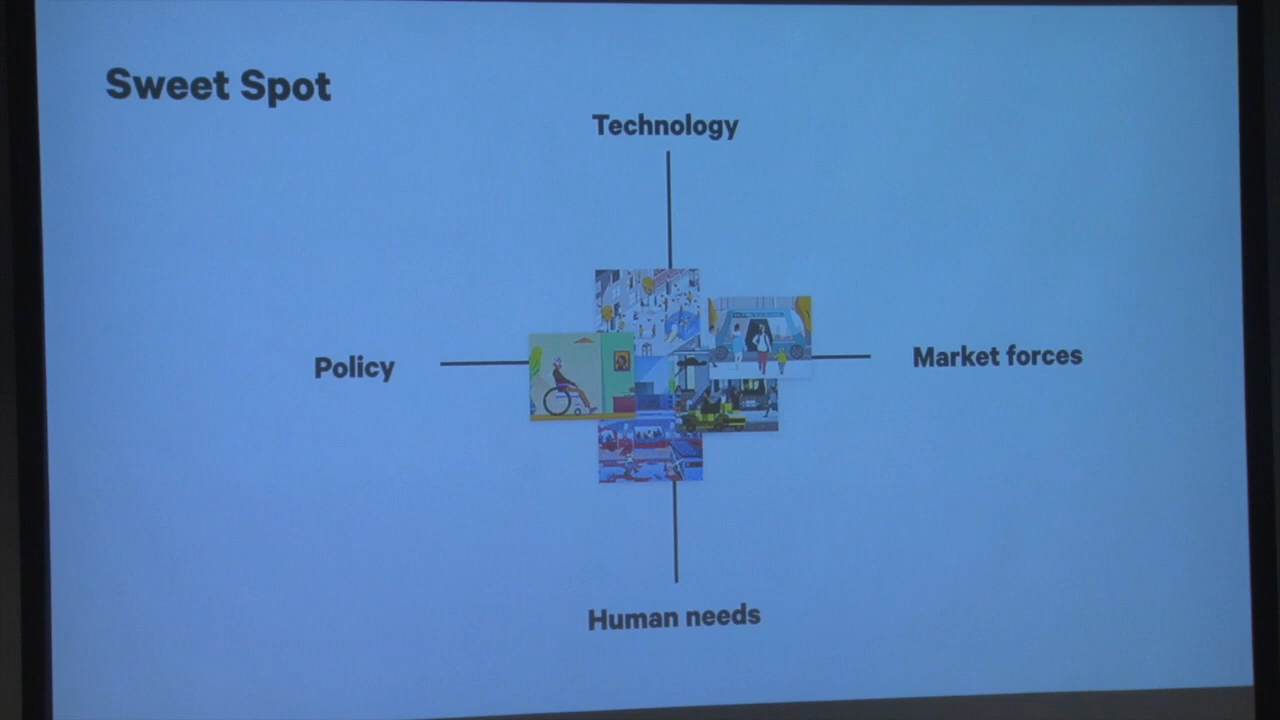 Sweet Spot
Technology
Policy
Market forces
Human needs